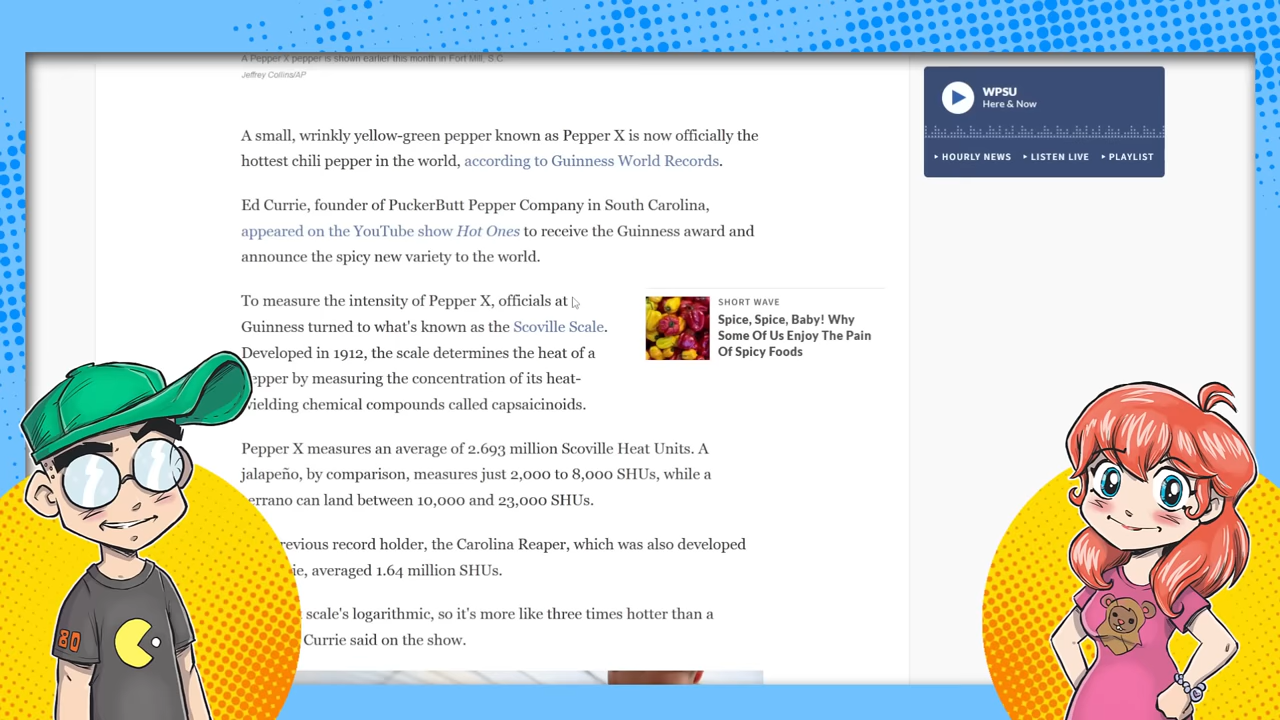 A Pepper X pepper is shown earlier this month in Fort Mill, S.C.
Jeffrey Collins/AP
A small, wrinkly yellow-green pepper known as Pepper X is now officially the
hottest chili pepper in the world, according to Guinness World Records.
Ed Currie, founder of PuckerButt Pepper Company in South Carolina,
appeared on the YouTube show Hot Ones to receive the Guinness award and
announce the spicy new variety to the world.
To measure the intensity of Pepper X, officials at
Guinness turned to what's known as the Scoville Scale.
Developed in 1912, the scale determines the heat of a
epper by measuring the concentration of its heat-
wielding chemical compounds called capsaicinoids.
Pepper X measures an average of 2.693 million Scoville Heat Units. A
jalapeño, by comparison, measures just 2,000 to 8,000 SHUs, while a
errano can land between 10,000 and 23,000 SHUs.
revious record holder, the Carolina Reaper, which was also developed
ie, averaged 1.64 million SHUs.
scale's logarithmic, so it's more like three times hotter than a
Currie said on the show.
SHORT WAVE
Spice, Spice, Baby! Why
Some Of Us Enjoy The Pain
Of Spicy Foods
WPSU
Here & Now
HOURLY NEWS LISTEN LIVE PLAYLIST
80